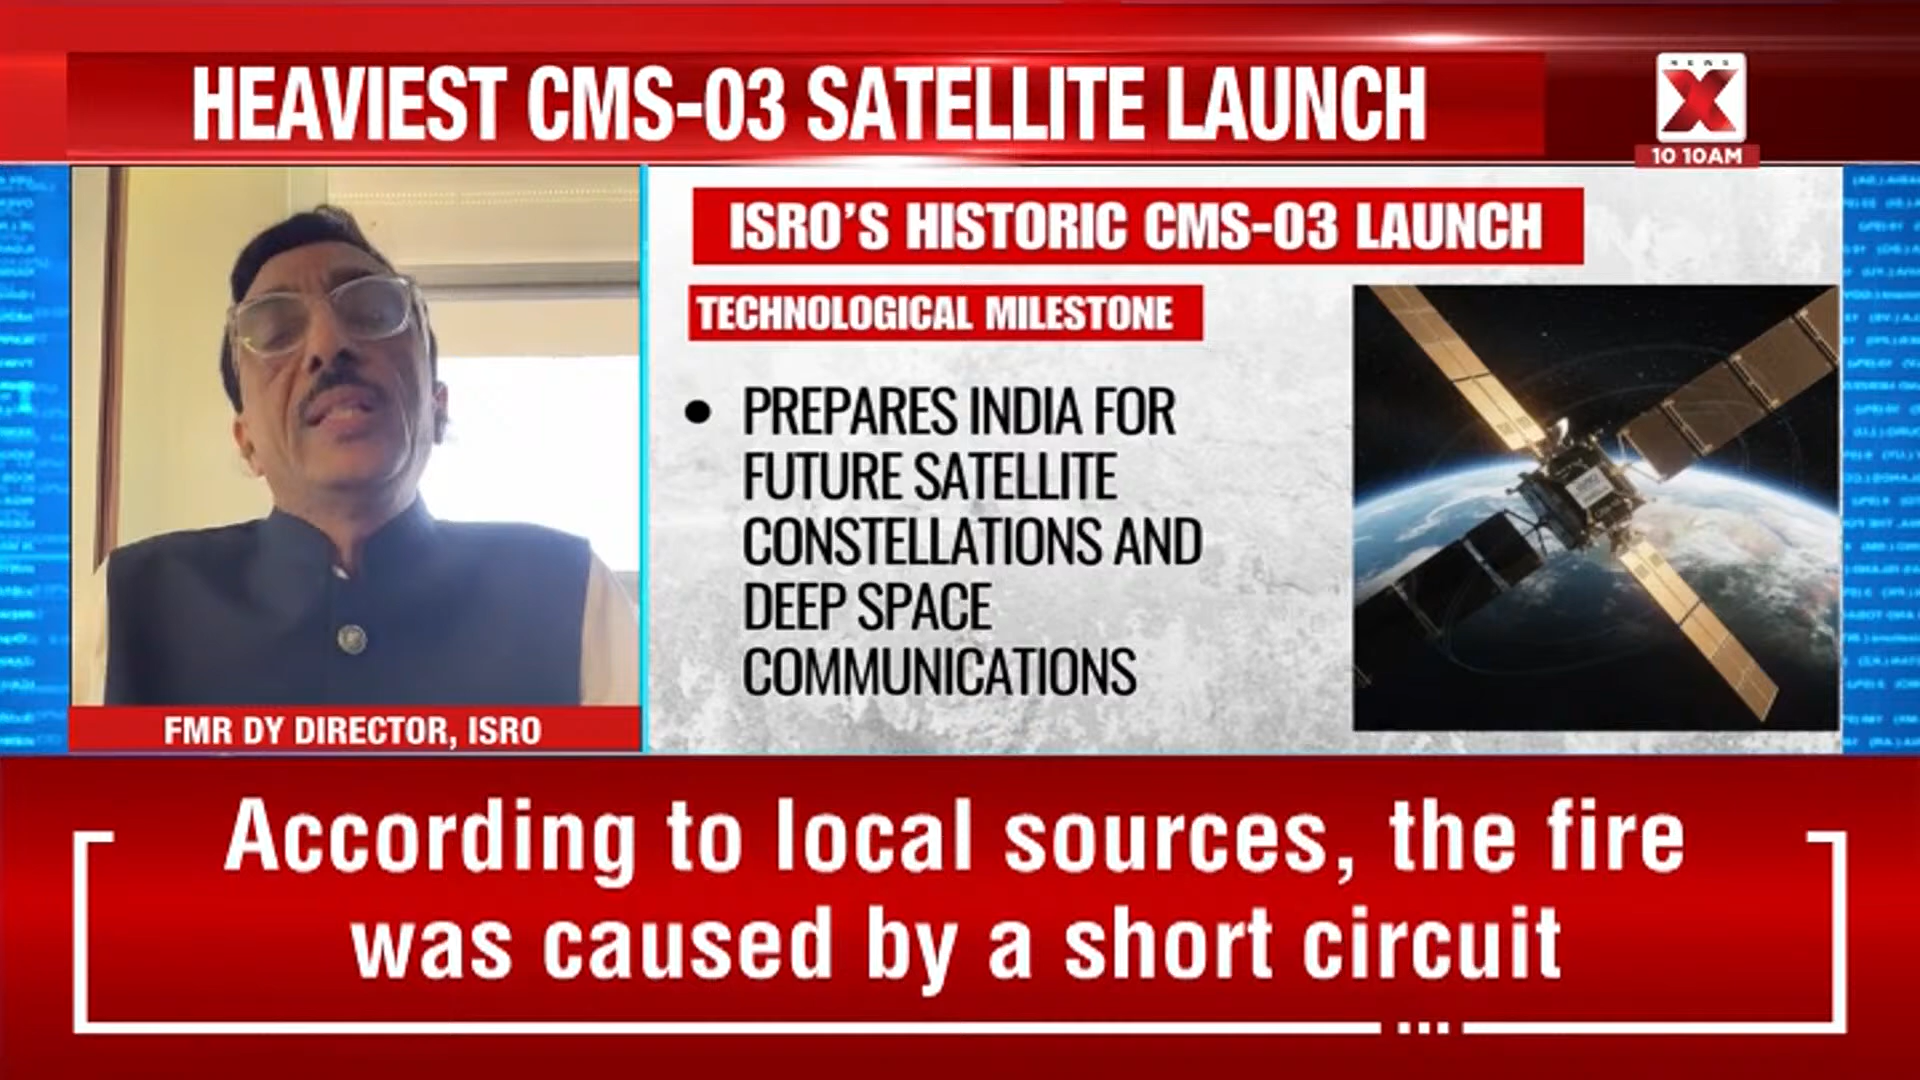 HEAVIEST CMS-03 SATELLITE LAUNCH
NEWS
X
10 10AM
ISRO'S HISTORIC CMS-03 LAUNCH
TECHNOLOGICAL MILESTONE
• PREPARES INDIA FOR
FUTURE SATELLITE
CONSTELLATIONS AND
DEEP SPACE
COMMUNICATIONS
FMR DY DIRECTOR, ISRO
According to local sources, the fire
was caused by a short circuit